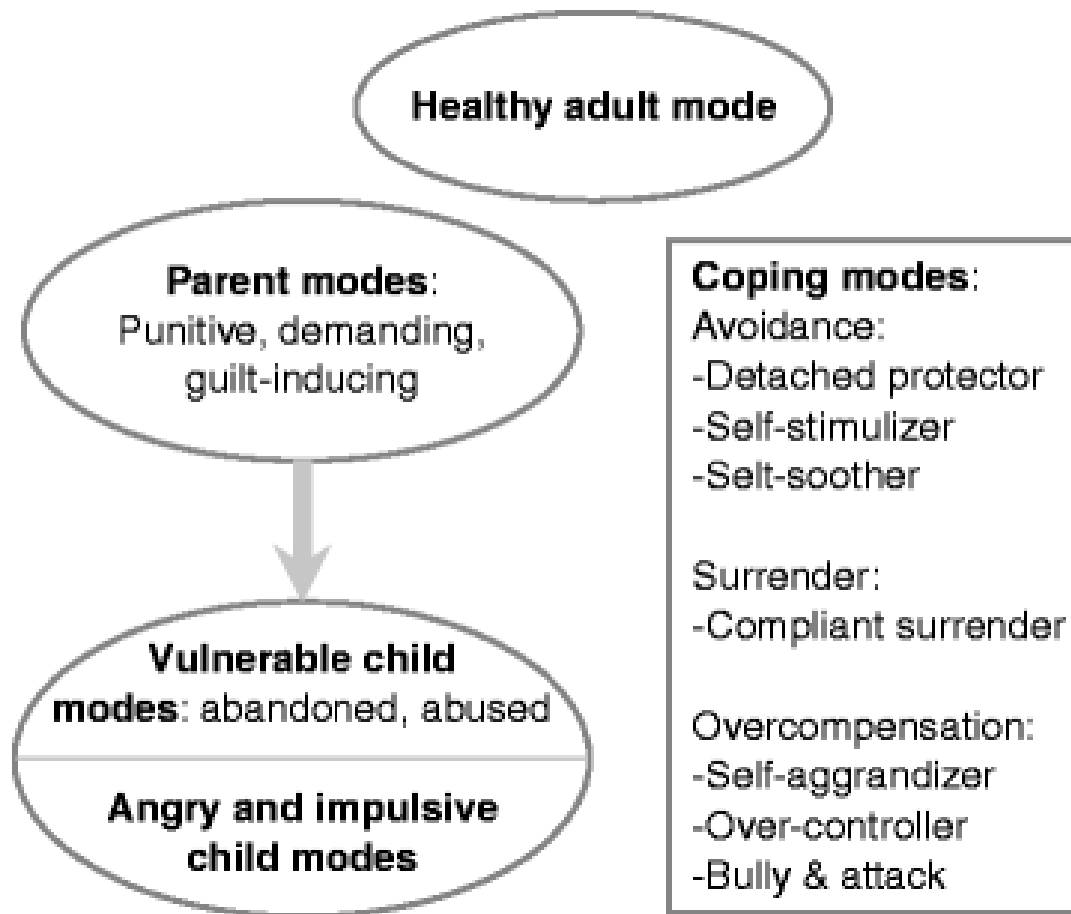 Healthy adult mode
Parent modes:
Punitive, demanding,
guilt-inducing
Vulnerable child
modes: abandoned, abused
Angry and impulsive
child modes
Coping modes:
Avoidance:
-Detached protector
-Self-stimulizer
-Selt-soother
Surrender:
-Compliant surrender
Overcompensation:
-Self-aggrandizer
-Over-controller
-Bully & attack